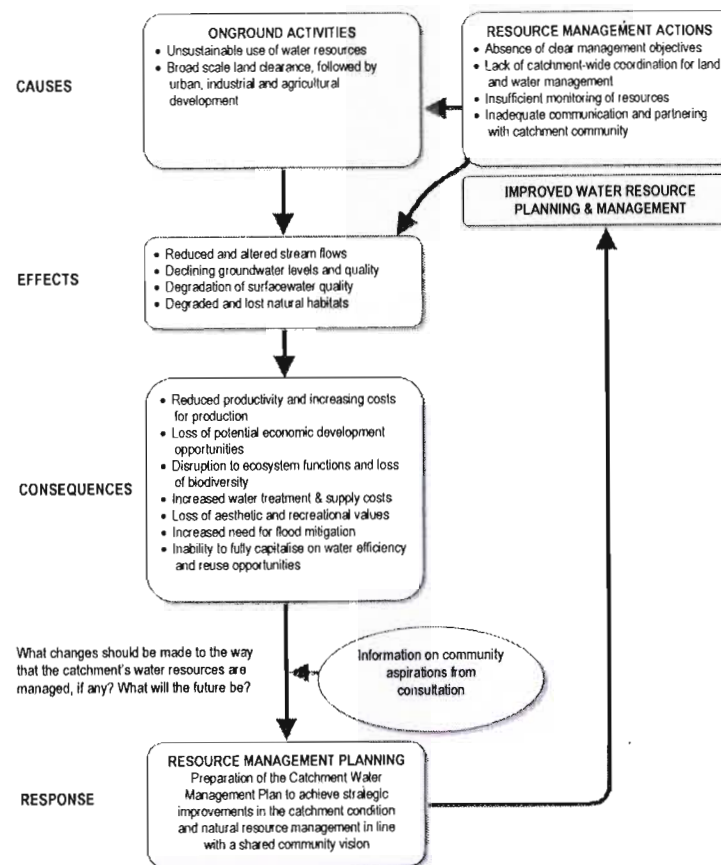 CAUSES
ONGROUND ACTIVITIES
• Unsustainable use of water resources
• Broad scale land clearance, followed by
urban, industrial and agricultural
development
RESOURCE MANAGEMENT ACTIONS
• Absence of clear management objectives
• Lack of catchment-wide coordination for land
and water management
• Insufficient monitoring of resources
• Inadequate communication and partnering
with catchment community
IMPROVED WATER RESOURCE
PLANNING & MANAGEMENT
EFFECTS
• Reduced and altered stream flows
• Declining groundwater levels and quality
• Degradation of surfacewater quality
• Degraded and lost natural habitats
CONSEQUENCES
• Reduced productivity and increasing costs
for production
• Loss of potential economic development
opportunities
• Disruption to ecosystem functions and loss
of biodiversity
• Increased water treatment & supply costs
• Loss of aesthetic and recreational values
• Increased need for flood mitigation
• Inability to fully capitalise on water efficiency
and reuse opportunities
What changes should be made to the way
that the catchment's water resources are
managed, if any? What will the future be?
Information on community
aspirations from
consultation
RESPONSE
RESOURCE MANAGEMENT PLANNING
Preparation of the Catchment Water
Management Plan to achieve strategic
improvements in the catchment condition
and natural resource management in line
with a shared community vision